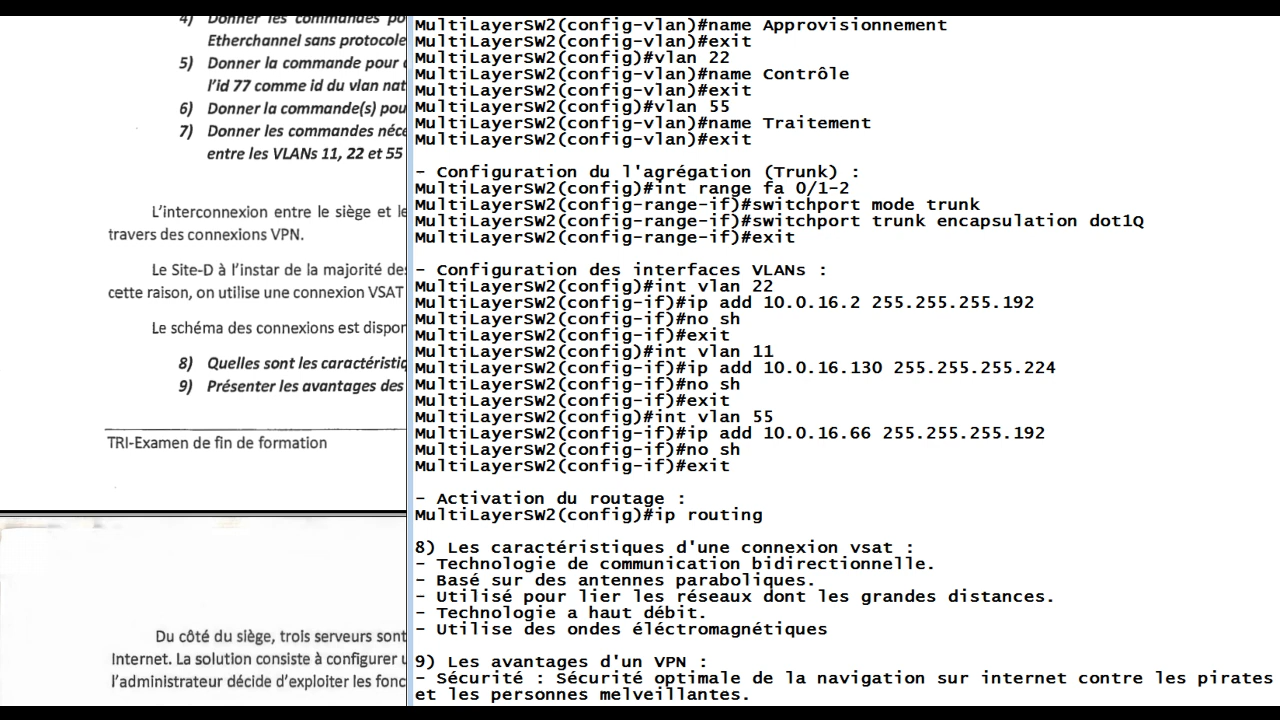 4) Donner les commandes po
Etherchannel sans protocole
5) Donner la commande pour
l'id 77 comme id du vlan nat
6) Donner la commande(s) pou
7) Donner les commandes néce
entre les VLANs 11, 22 et 55
L'interconnexion entre le siège et le
travers des connexions VPN.
Le Site-D à l'instar de la majorité des
cette raison, on utilise une connexion VSAT
Le schéma des connexions est dispon
8) Quelles sont les caractéristiq
9) Présenter les avantages des
TRI-Examen de fin de formation
Du côté du siège, trois serveurs sont
Internet. La solution consiste à configurer u
l'administrateur décide d'exploiter les fonc
MultiLayerSW2(config-vlan)#name Approvisionnement
MultiLayerSW2(config-vlan)#exit
MultiLayerSW2(config)#vlan 22
MultiLayerSW2(config-vlan)#name Contrôle
MultiLayerSW2(config-vlan)#exit
MultiLayerSW2(config)#vlan 55
MultiLayerSW2(config-vlan)#name Traitement
MultiLayerSW2(config-vlan)#exit
- Configuration du l'agrégation (Trunk) :
MultiLayerSW2(config)#int range fa 0/1-2
MultiLayerSW2(config-range-if)#switchport mode trunk
MultiLayerSW2(config-range-if)#switchport trunk encapsulation dot1Q
MultiLayerSW2(config-range-if)#exit
- Configuration des interfaces VLANs :
MultiLayerSW2(config)#int vlan 22
MultiLayerSW2(config-if)#ip add 10.0.16.2 255.255.255.192
MultiLayerSW2(config-if)#no sh
MultiLayerSW2(config-if)#exit
MultiLayerSW2(config)#int vlan 11
MultiLayerSW2(config-if)#ip add 10.0.16.130 255.255.255.224
MultiLayerSW2(config-if)#no sh
MultiLayerSW2(config-if)#exit
MultiLayerSW2(config)#int vlan 55
MultiLayerSW2(config-if)#ip add 10.0.16.66 255.255.255.192
MultiLayerSW2(config-if)#no sh
MultiLayerSW2(config-if)#exit
- Activation du routage :
MultiLayerSW2(config)#ip routing
8) Les caractéristiques d'une connexion vsat :
- Technologie de communication bidirectionnelle.
- Basé sur des antennes paraboliques.
- Utilisé pour lier les réseaux dont les grandes distances.
- Technologie a haut débit.
- Utilise des ondes éléctromagnétiques
9) Les avantages d'un VPN :
- Sécurité : Sécurité optimale de la navigation sur internet contre les pirates
et les personnes melveillantes.